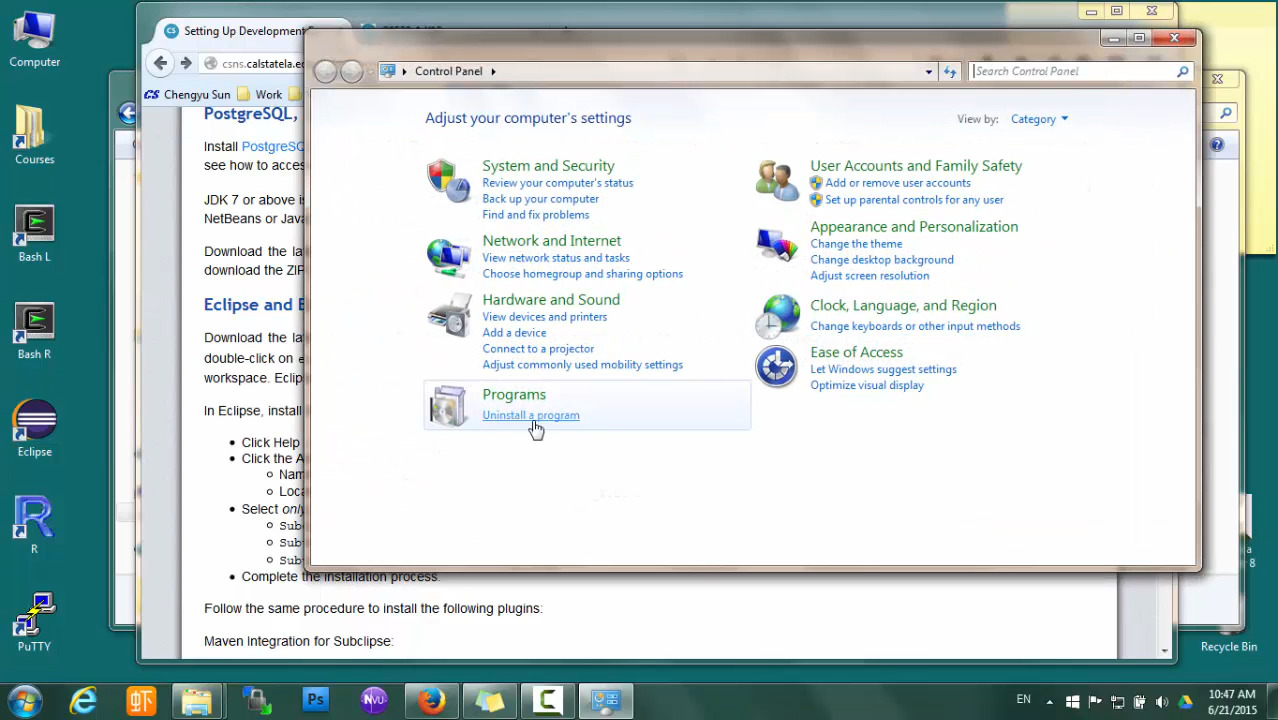 Computer
Courses
Bash L
Bash R
Eclipse
R
PuTTY
Setting Up Development
csns.calstatela.ec
CS Chengyu Sun
Work
PostgreSQL,
Install PostgreSQ
see how to acces
JDK 7 or above is
NetBeans or Java
Download the la
download the ZIP
Eclipse and E
Download the la
double-click on e
workspace. Eclip
In Eclipse, install
Click Help
Click the A
Nam
Loca
Select only
Sub
Sub
Sub
Complete the installation process.
Follow the same procedure to install the following plugins:
Maven Integration for Subclipse:
Control Panel
Search Control Panel
Adjust your computer's settings
View by: Category
System and Security
Review your computer's status
Back up your computer
Find and fix problems
Network and Internet
View network status and tasks
Choose homegroup and sharing options
Hardware and Sound
View devices and printers
Add a device
Connect to a projector
Adjust commonly used mobility settings
Programs
Uninstall a program
User Accounts and Family Safety
Add or remove user accounts
Set up parental controls for any user
Appearance and Personalization
Change the theme
Change desktop background
Adjust screen resolution
Clock, Language, and Region
Change keyboards or other input methods
Ease of Access
Let Windows suggest settings
Optimize visual display
a
8
Recycle Bin
虾
Ps
NVU
C
EN
10:47 AM
6/21/2015